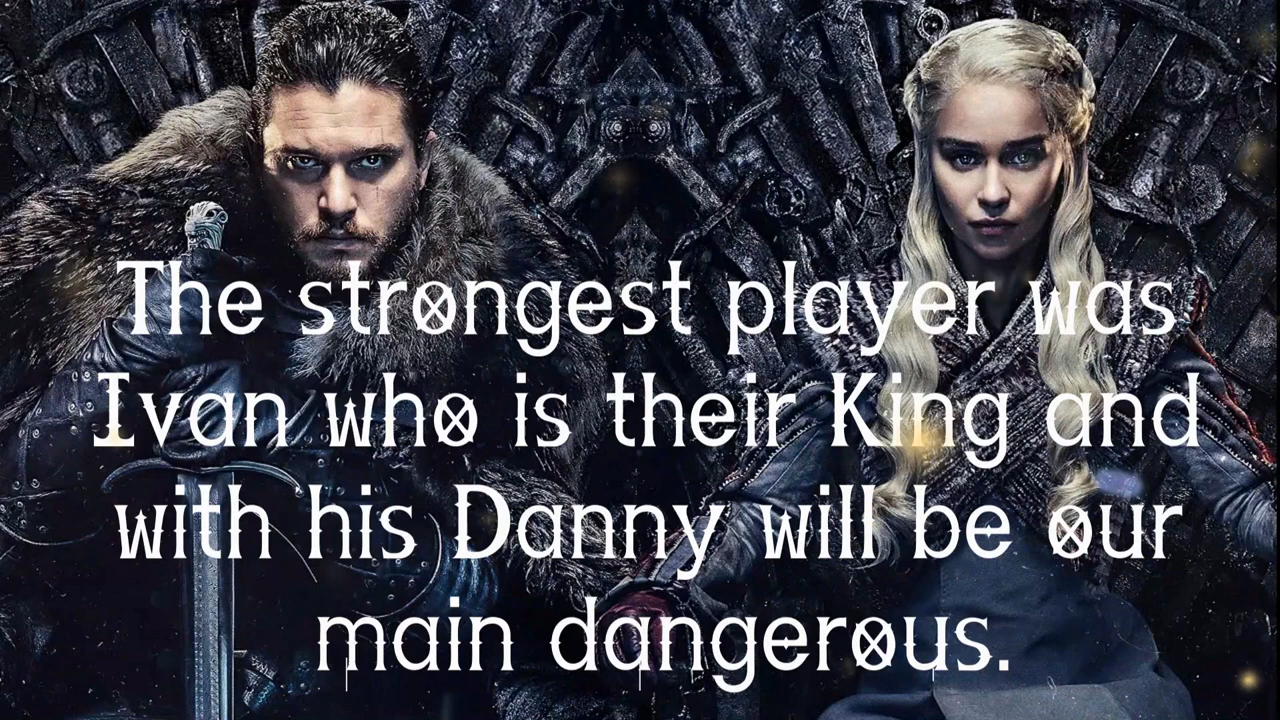 The strongest player was
Ivan who is their King and
with his Danny will be our
main dangerous.